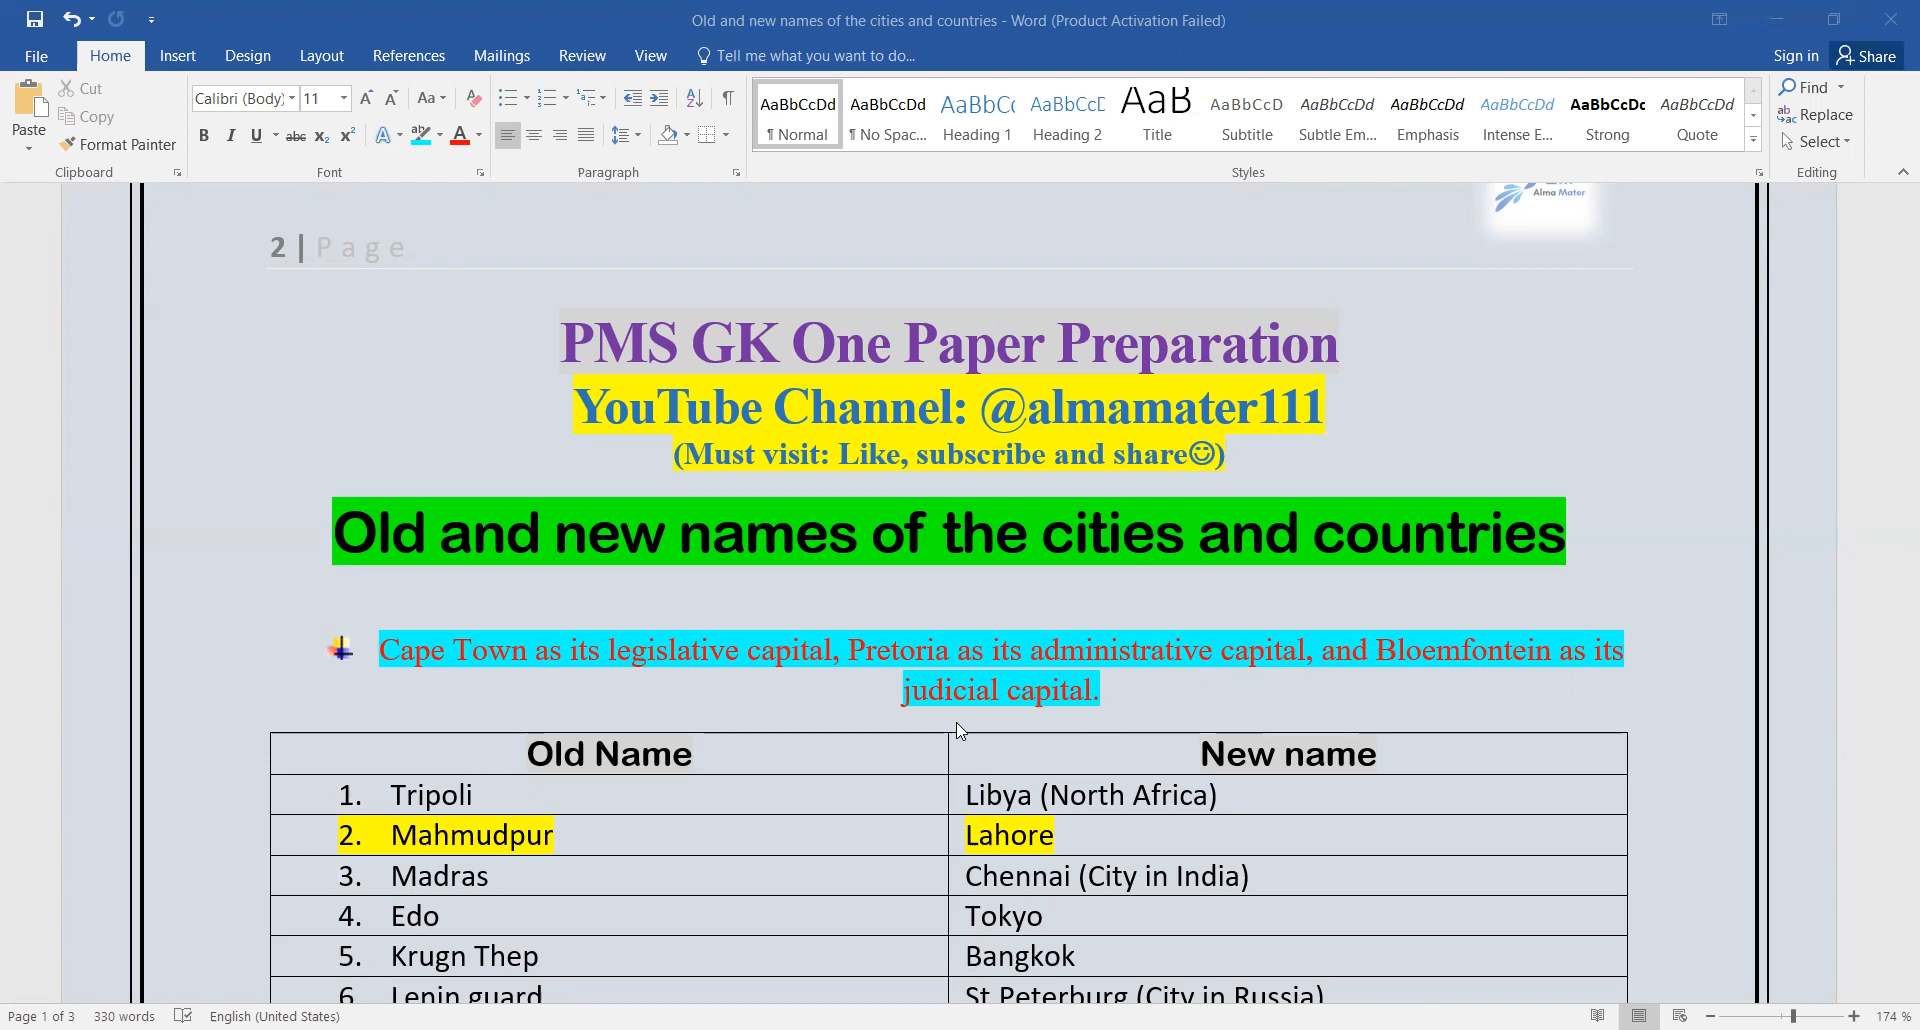 Old and new names of the cities and countries - Word (Product Activation Failed)
File Home Insert Design Layout References Mailings Review View Tell me what you want to do... Sign in Share
Paste Cut Copy Format Painter
Calibri (Body) 11 Aa
B I U abc X₂ X² A ab A
AaBbCcDd AaBbCcDd AaBbCc AaBbCcC AaB AaBbCcD AaBbCcDd AaBbCcDd AaBbCcDd AaBbCcDc AaBbCcDd
¶ Normal ¶ No Spac... Heading 1 Heading 2 Title Subtitle Subtle Em... Emphasis Intense E... Strong Quote
Find Replace Select
Clipboard Font Paragraph Styles Editing
Alma Mater
2 | Page
PMS GK One Paper Preparation
YouTube Channel: @almamater111
(Must visit: Like, subscribe and share☺)
Old and new names of the cities and countries
Cape Town as its legislative capital, Pretoria as its administrative capital, and Bloemfontein as its
judicial capital.
Old Name New name
1. Tripoli Libya (North Africa)
2. Mahmudpur Lahore
3. Madras Chennai (City in India)
4. Edo Tokyo
5. Krugn Thep Bangkok
6. Lenin guard St Peterburg (City in Russia)
Page 1 of 3 330 words English (United States) 174 %